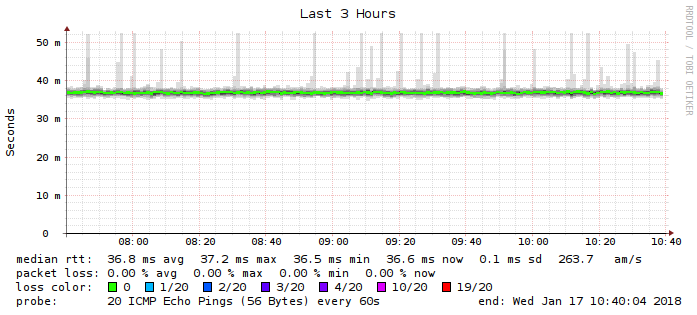 Last 3 Hours
RRDTOOL / TOBI OETIKER
Seconds
50 m
40 m
30 m
20 m
10 m
0
08:00 08:20 08:40 09:00 09:20 09:40 10:00 10:20 10:40
median rtt: 36.8 ms avg 37.2 ms max 36.5 ms min 36.6 ms now 0.1 ms sd 263.7 am/s
packet loss: 0.00 % avg 0.00 % max 0.00 % min 0.00 % now
loss color: 0 1/20 2/20 3/20 4/20 10/20 19/20
probe: 20 ICMP Echo Pings (56 Bytes) every 60s end: Wed Jan 17 10:40:04 2018